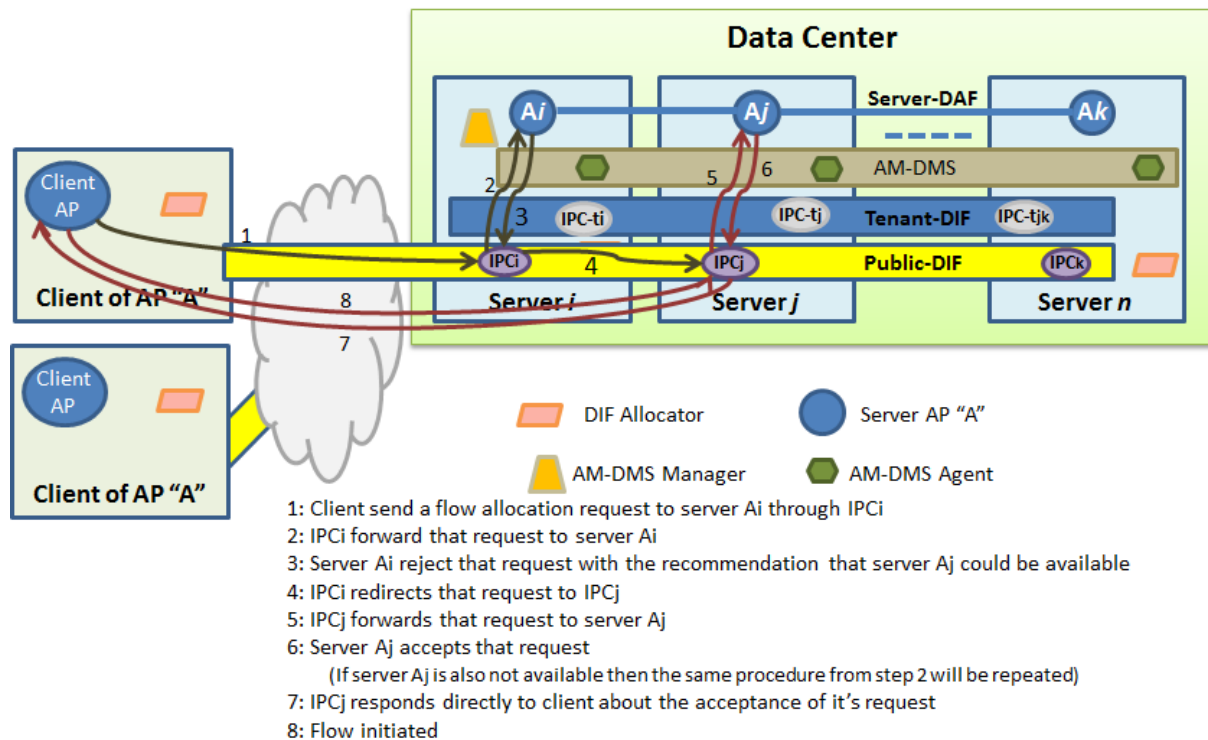 Data Center
Ai
Aj
Server-DAF
Ak
AM-DMS
2
5
6
Client
AP
3
IPC-ti
IPC-tj
Tenant-DIF
IPC-tjk
1
IPCi
4
IPCj
Public-DIF
IPCk
Client of AP “A”
8
Server i
Server j
Server n
7
Client
AP
Client of AP “A”
DIF Allocator
Server AP “A”
AM-DMS Manager
AM-DMS Agent
1: Client send a flow allocation request to server Ai through IPCi
2: IPCi forward that request to server Ai
3: Server Ai reject that request with the recommendation that server Aj could be available
4: IPCi redirects that request to IPCj
5: IPCj forwards that request to server Aj
6: Server Aj accepts that request
(If server Aj is also not available then the same procedure from step 2 will be repeated)
7: IPCj responds directly to client about the acceptance of it’s request
8: Flow initiated